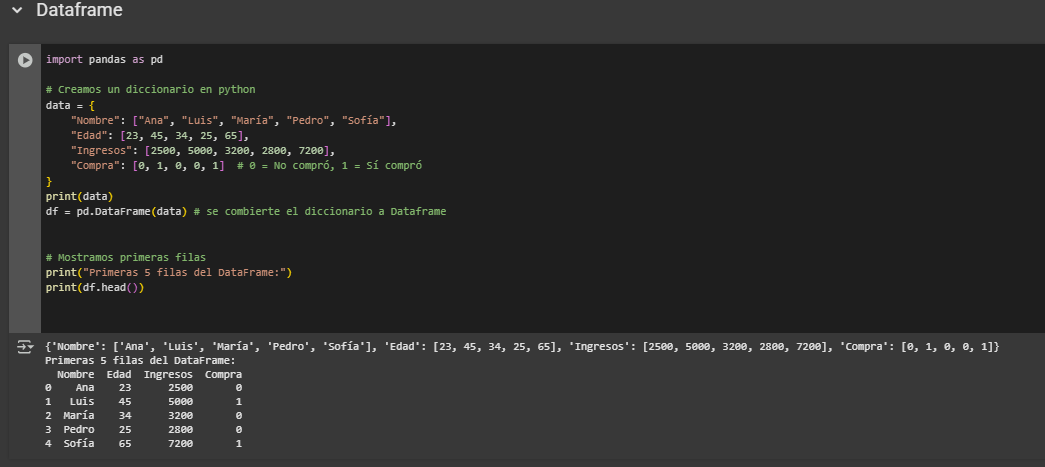 Dataframe
import pandas as pd
# Creamos un diccionario en python
data = {
    "Nombre": ["Ana", "Luis", "María", "Pedro", "Sofía"],
    "Edad": [23, 45, 34, 25, 65],
    "Ingresos": [2500, 5000, 3200, 2800, 7200],
    "Compra": [0, 1, 0, 0, 1]  # 0 = No compró, 1 = Sí compró
}
print(data)
df = pd.DataFrame(data) # se combierte el diccionario a Dataframe
# Mostramos primeras filas
print("Primeras 5 filas del DataFrame:")
print(df.head())
{'Nombre': ['Ana', 'Luis', 'María', 'Pedro', 'Sofía'], 'Edad': [23, 45, 34, 25, 65], 'Ingresos': [2500, 5000, 3200, 2800, 7200], 'Compra': [0, 1, 0, 0, 1]}
Primeras 5 filas del DataFrame:
  Nombre  Edad  Ingresos  Compra
0    Ana    23      2500       0
1   Luis    45      5000       1
2  María    34      3200       0
3  Pedro    25      2800       0
4  Sofía    65      7200       1